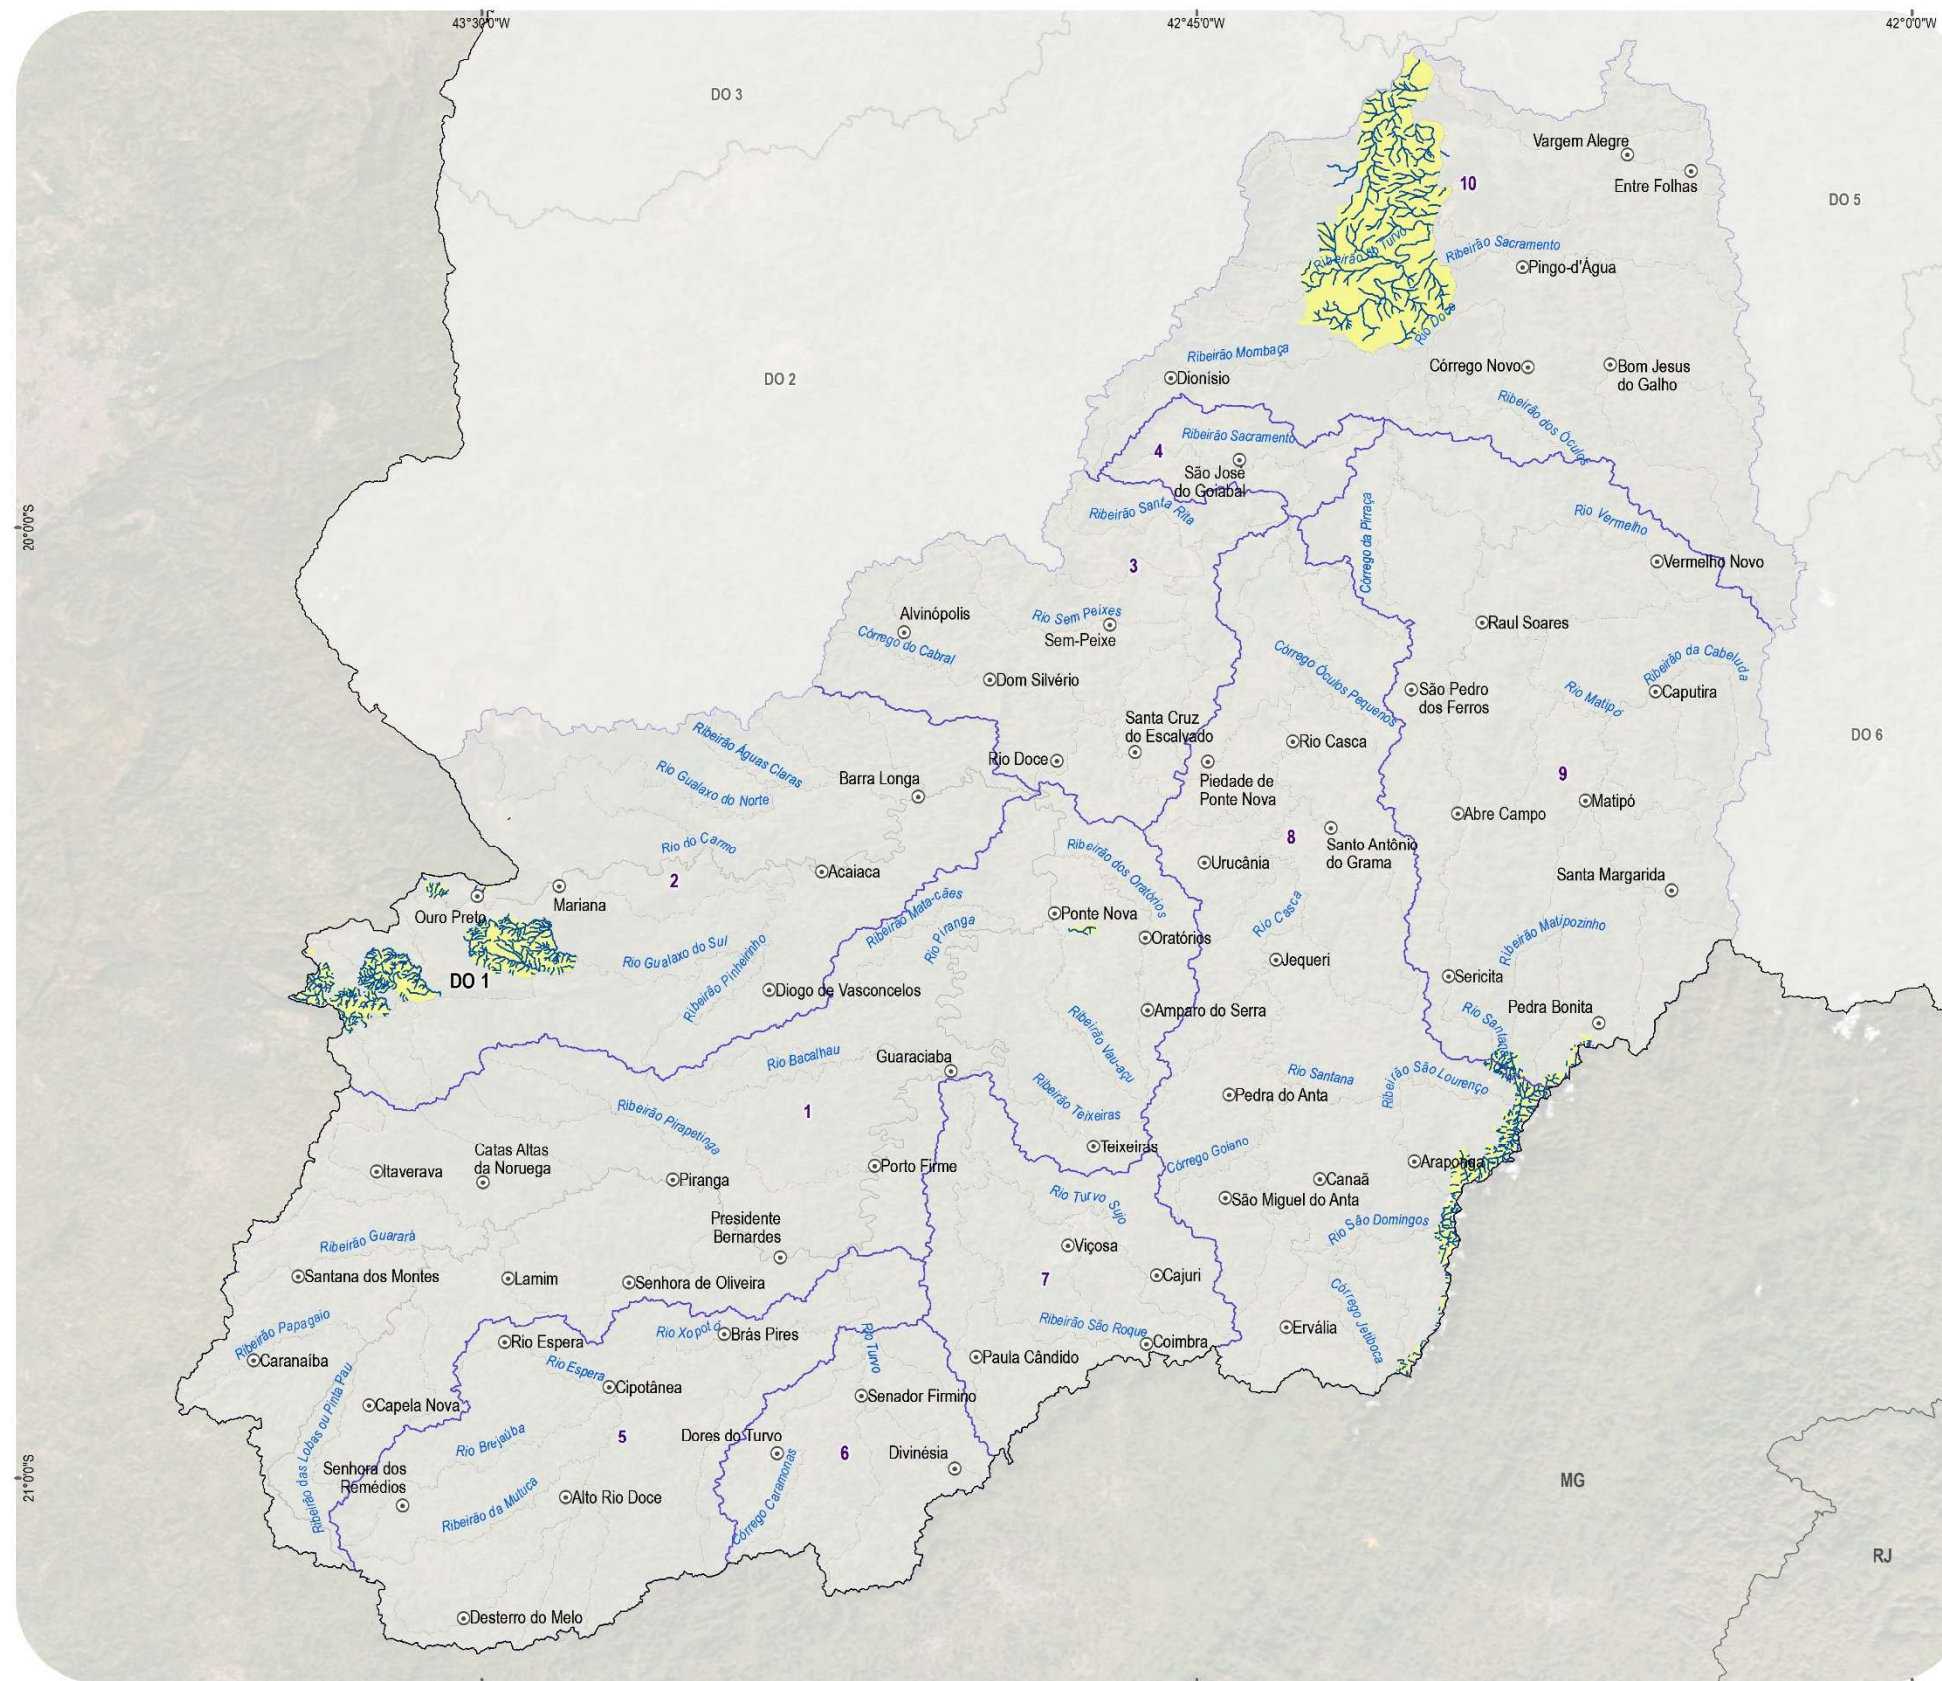 43°30'0"W
42°45'0"W
42°0'0"W
DO 3
Vargem Alegre
10
Entre Folhas
DO 5
Ribeirão do Turvo
Ribeirão Sacramento
Pingo-d'Água
Rio Doce
Ribeirão Mombaça
Dionísio
DO 2
Córrego Novo
Bom Jesus
do Galho
Ribeirão dos Óculos
Ribeirão Sacramento
4
São José
do Goiabal
Ribeirão Santa Rita
Córrego da Pirraça
Rio Vermelho
20°0'0"S
3
Vermelho Novo
Alvinópolis
Rio Sem Peixes
Sem-Peixe
Córrego do Cabral
Raul Soares
Dom Silvério
Córrego Óculos Pequenos
Ribeirão da Cabeluda
São Pedro
dos Ferros
Rio Matipó
Caputira
Santa Cruz
do Escalvado
Ribeirão Águas Claras
Rio Casca
DO 6
Rio Doce
Rio Gualaxo do Norte
Barra Longa
Piedade de
Ponte Nova
9
Matipó
Abre Campo
Rio do Carmo
8
Santo Antônio
do Grama
Ribeirão dos Oratórios
Urucânia
Acaiaca
2
Santa Margarida
Mariana
Ouro Preto
Ribeirão Mata-cães
Rio Piranga
Ponte Nova
Oratórios
Rio Casca
Ribeirão Matipozinho
Rio Gualaxo do Sul
Ribeirão Pinheirinho
Jequeri
Sericita
DO 1
Diogo de Vasconcelos
Amparo do Serra
Pedra Bonita
Rio Santana
Ribeirão Vau-açu
Rio Bacalhau
Guaraciaba
Rio Santana
Ribeirão São Lourenço
Pedra do Anta
Ribeirão Teixeiras
1
Ribeirão Pirapetinga
Teixeiras
Córrego Goiano
Catas Altas
da Noruega
Itaverava
Piranga
Porto Firme
Araponga
Canaã
São Miguel do Anta
Rio Turvo Sujo
Presidente
Bernardes
Rio São Domingos
Ribeirão Guarará
Viçosa
Santana dos Montes
Lamim
Senhora de Oliveira
7
Cajuri
Córrego Jetiboca
Ribeirão Papagaio
Rio Xopotó
Brás Pires
Rio Espera
Rio Turvo
Ribeirão São Roque
Coimbra
Ervália
Caranaíba
Paula Cândido
Rio Espera
Cipotânea
Ribeirão das Lobas ou Pinta Pau
Capela Nova
Senador Firmino
5
Dores do Turvo
6
Divinésia
Rio Brejaúba
21°0'0"S
Senhora dos
Remédios
Ribeirão da Mutuca
Alto Rio Doce
Córrego Caramonas
MG
RJ
Desterro do Melo